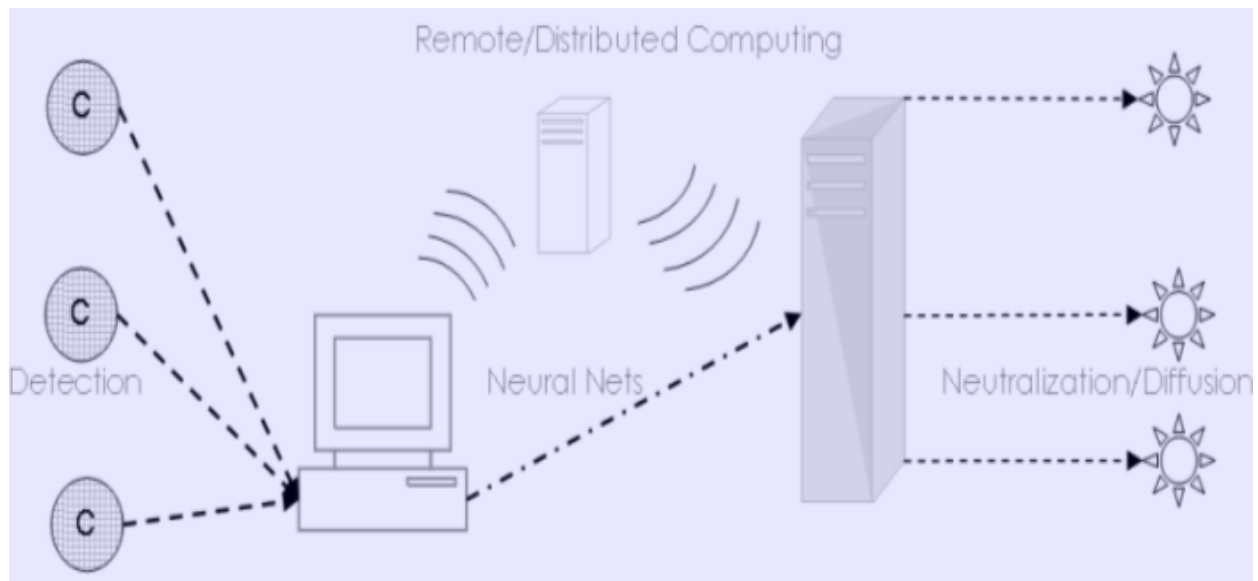 Remote/Distributed Computing
C
C
Detection
Neural Nets
Neutralization/Diffusion
C